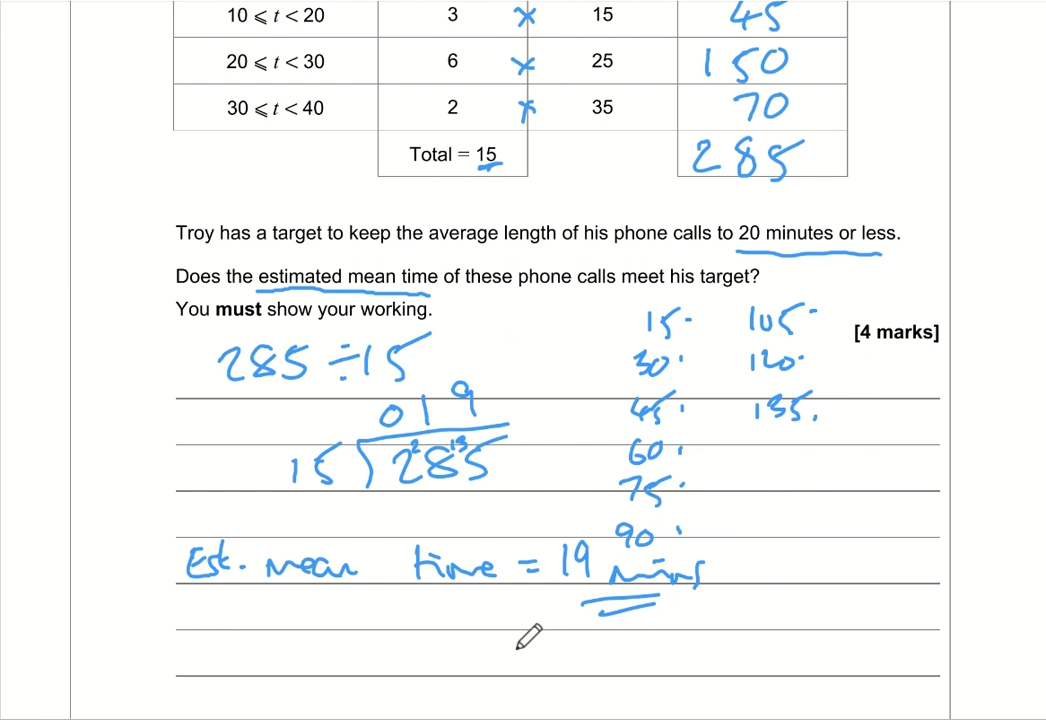 10 ⩽ t < 20 3 × 15 45
20 ⩽ t < 30 6 × 25 150
30 ⩽ t < 40 2 × 35 70
Total = 15 285
Troy has a target to keep the average length of his phone calls to 20 minutes or less.
Does the estimated mean time of these phone calls meet his target?
You must show your working.
[4 marks]
285 ÷ 15
019
15 ) 2 ²8 ¹³5
15
30
45
60
75
90
105
120
135
Est. mean time = 19 mins